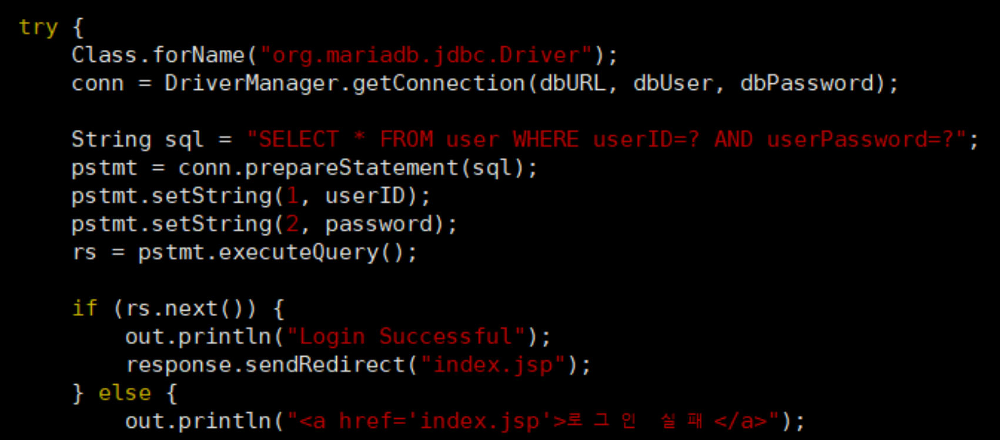 try {
    Class.forName("org.mariadb.jdbc.Driver");
    conn = DriverManager.getConnection(dbURL, dbUser, dbPassword);
    String sql = "SELECT * FROM user WHERE userID=? AND userPassword=?";
    pstmt = conn.prepareStatement(sql);
    pstmt.setString(1, userID);
    pstmt.setString(2, password);
    rs = pstmt.executeQuery();
    if (rs.next()) {
        out.println("Login Successful");
        response.sendRedirect("index.jsp");
    } else {
        out.println("<a href='index.jsp'>로그인 실패</a>");